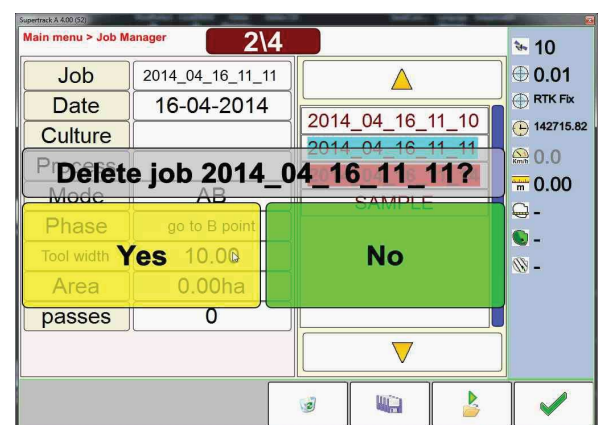 Supertrack A 4.00 (52)
Main menu > Job Manager
2\4
Job 2014_04_16_11_11
Date 16-04-2014
Culture
Process
Mode AB
Phase go to B point
Tool width 10.00
Area 0.00ha
passes 0
2014_04_16_11_10
2014_04_16_11_11
SAMPLE
Delete job 2014_04_16_11_11?
Yes
No
10
0.01
RTK Fix
142715.82
Km/h 0.0
m 0.00
-
-
-